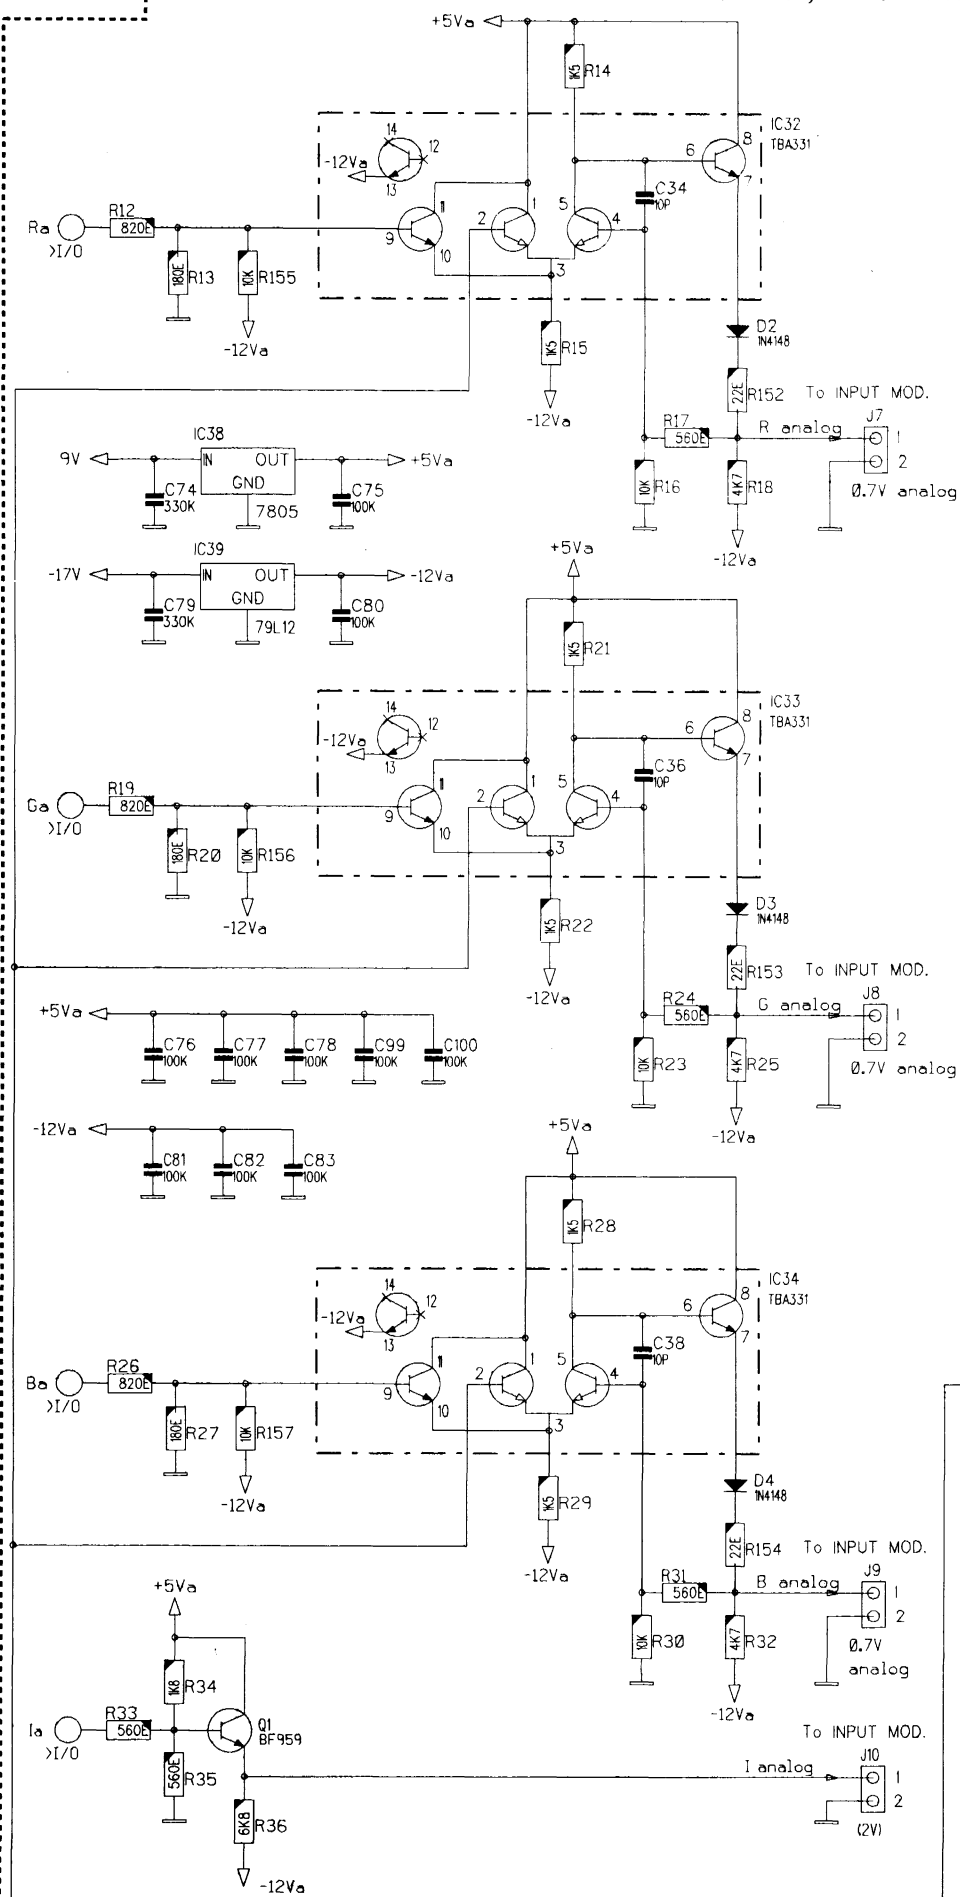 +5Va
1K5 R14
IC32
TBA331
14
12
-12Va
13
6
8
7
C34
10P
Ra
>I/O
R12
820E
11
9
10
2
1
5
4
3
180E R13
10K R155
-12Va
1K5 R15
-12Va
D2
1N4148
22E R152
To INPUT MOD.
R17
560E
R analog
J7
1
2
0.7V analog
10K R16
4K7 R18
-12Va
IC38
9V
IN OUT
GND
7805
+5Va
C74
330K
C75
100K
IC39
-17V
IN OUT
GND
79L12
-12Va
C79
330K
C80
100K
+5Va
1K5 R21
IC33
TBA331
14
12
-12Va
13
6
8
7
C36
10P
Ga
>I/O
R19
820E
11
9
10
2
1
5
4
3
180E R20
10K R156
-12Va
1K5 R22
-12Va
D3
1N4148
22E R153
To INPUT MOD.
R24
560E
G analog
J8
1
2
0.7V analog
10K R23
4K7 R25
-12Va
+5Va
C76
100K
C77
100K
C78
100K
C99
100K
C100
100K
-12Va
C81
100K
C82
100K
C83
100K
+5Va
1K5 R28
IC34
TBA331
14
12
-12Va
13
6
8
7
C38
10P
Ba
>I/O
R26
820E
11
9
10
2
1
5
4
3
180E R27
10K R157
-12Va
1K5 R29
-12Va
D4
1N4148
22E R154
To INPUT MOD.
R31
560E
B analog
J9
1
2
0.7V
analog
10K R30
4K7 R32
-12Va
+5Va
1K8 R34
Ia
>I/O
R33
560E
Q1
BF959
560E R35
6K8 R36
-12Va
To INPUT MOD.
I analog
J10
1
2
(2V)